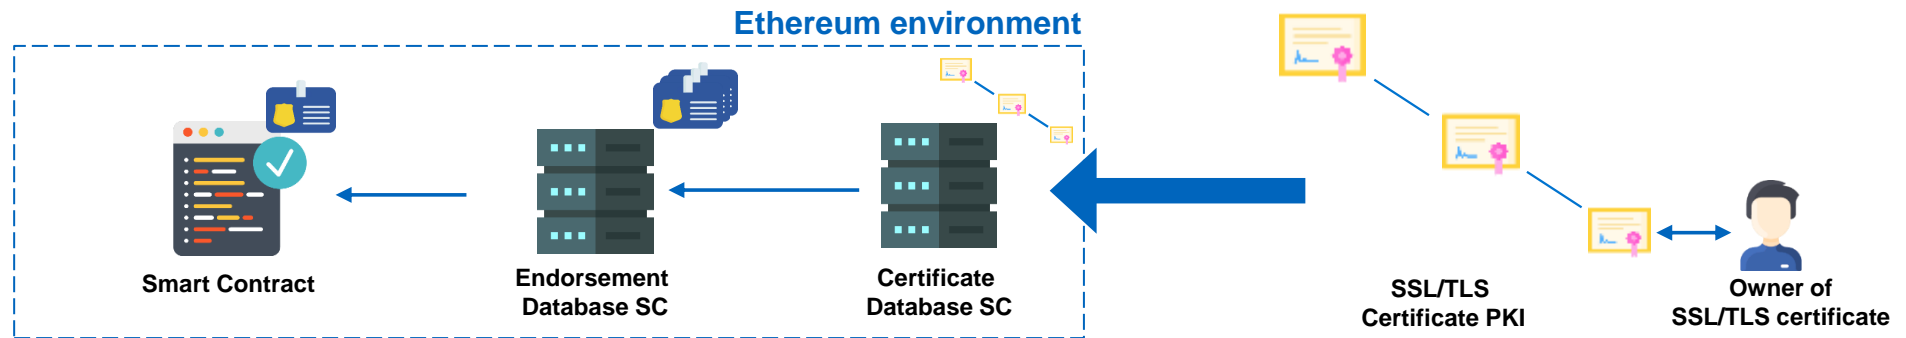 Ethereum environment
Smart Contract
Endorsement
Database SC
Certificate
Database SC
SSL/TLS
Certificate PKI
Owner of
SSL/TLS certificate